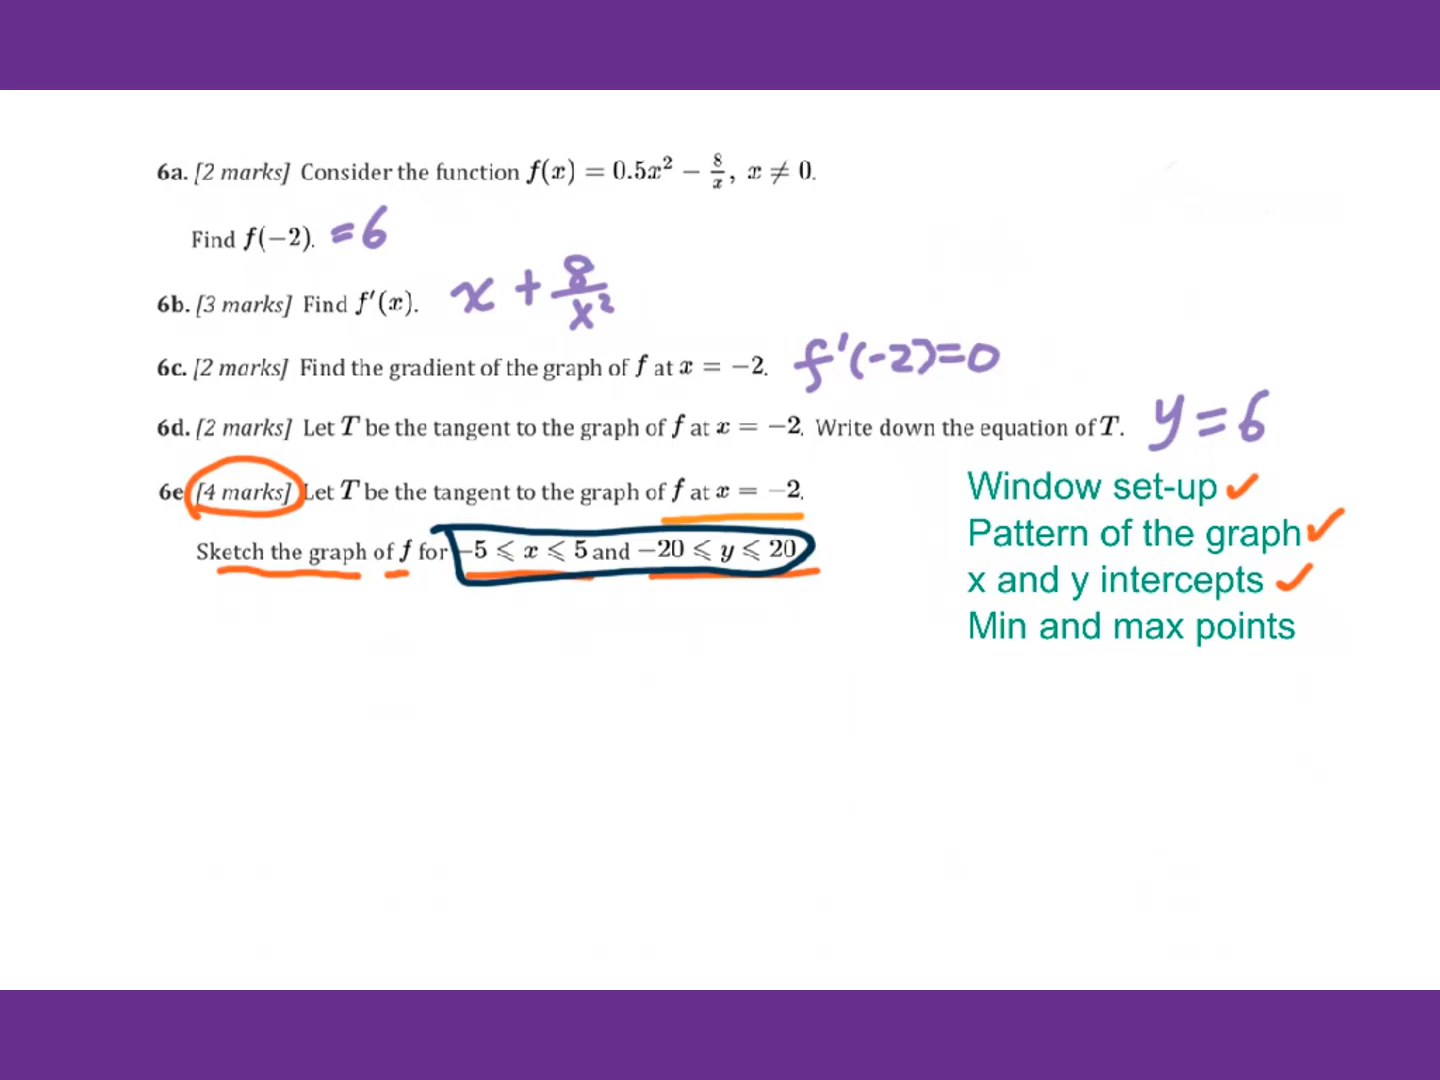 6a. [2 marks] Consider the function f(x) = 0.5x² − 8/x, x ≠ 0.
Find f(−2). = 6
6b. [3 marks] Find f′(x). x + 8/x²
6c. [2 marks] Find the gradient of the graph of f at x = −2. f'(-2)=0
6d. [2 marks] Let T be the tangent to the graph of f at x = −2. Write down the equation of T. y = 6
6e [4 marks] Let T be the tangent to the graph of f at x = −2.
Sketch the graph of f for −5 ⩽ x ⩽ 5 and −20 ⩽ y ⩽ 20
Window set-up ✓
Pattern of the graph ✓
x and y intercepts ✓
Min and max points